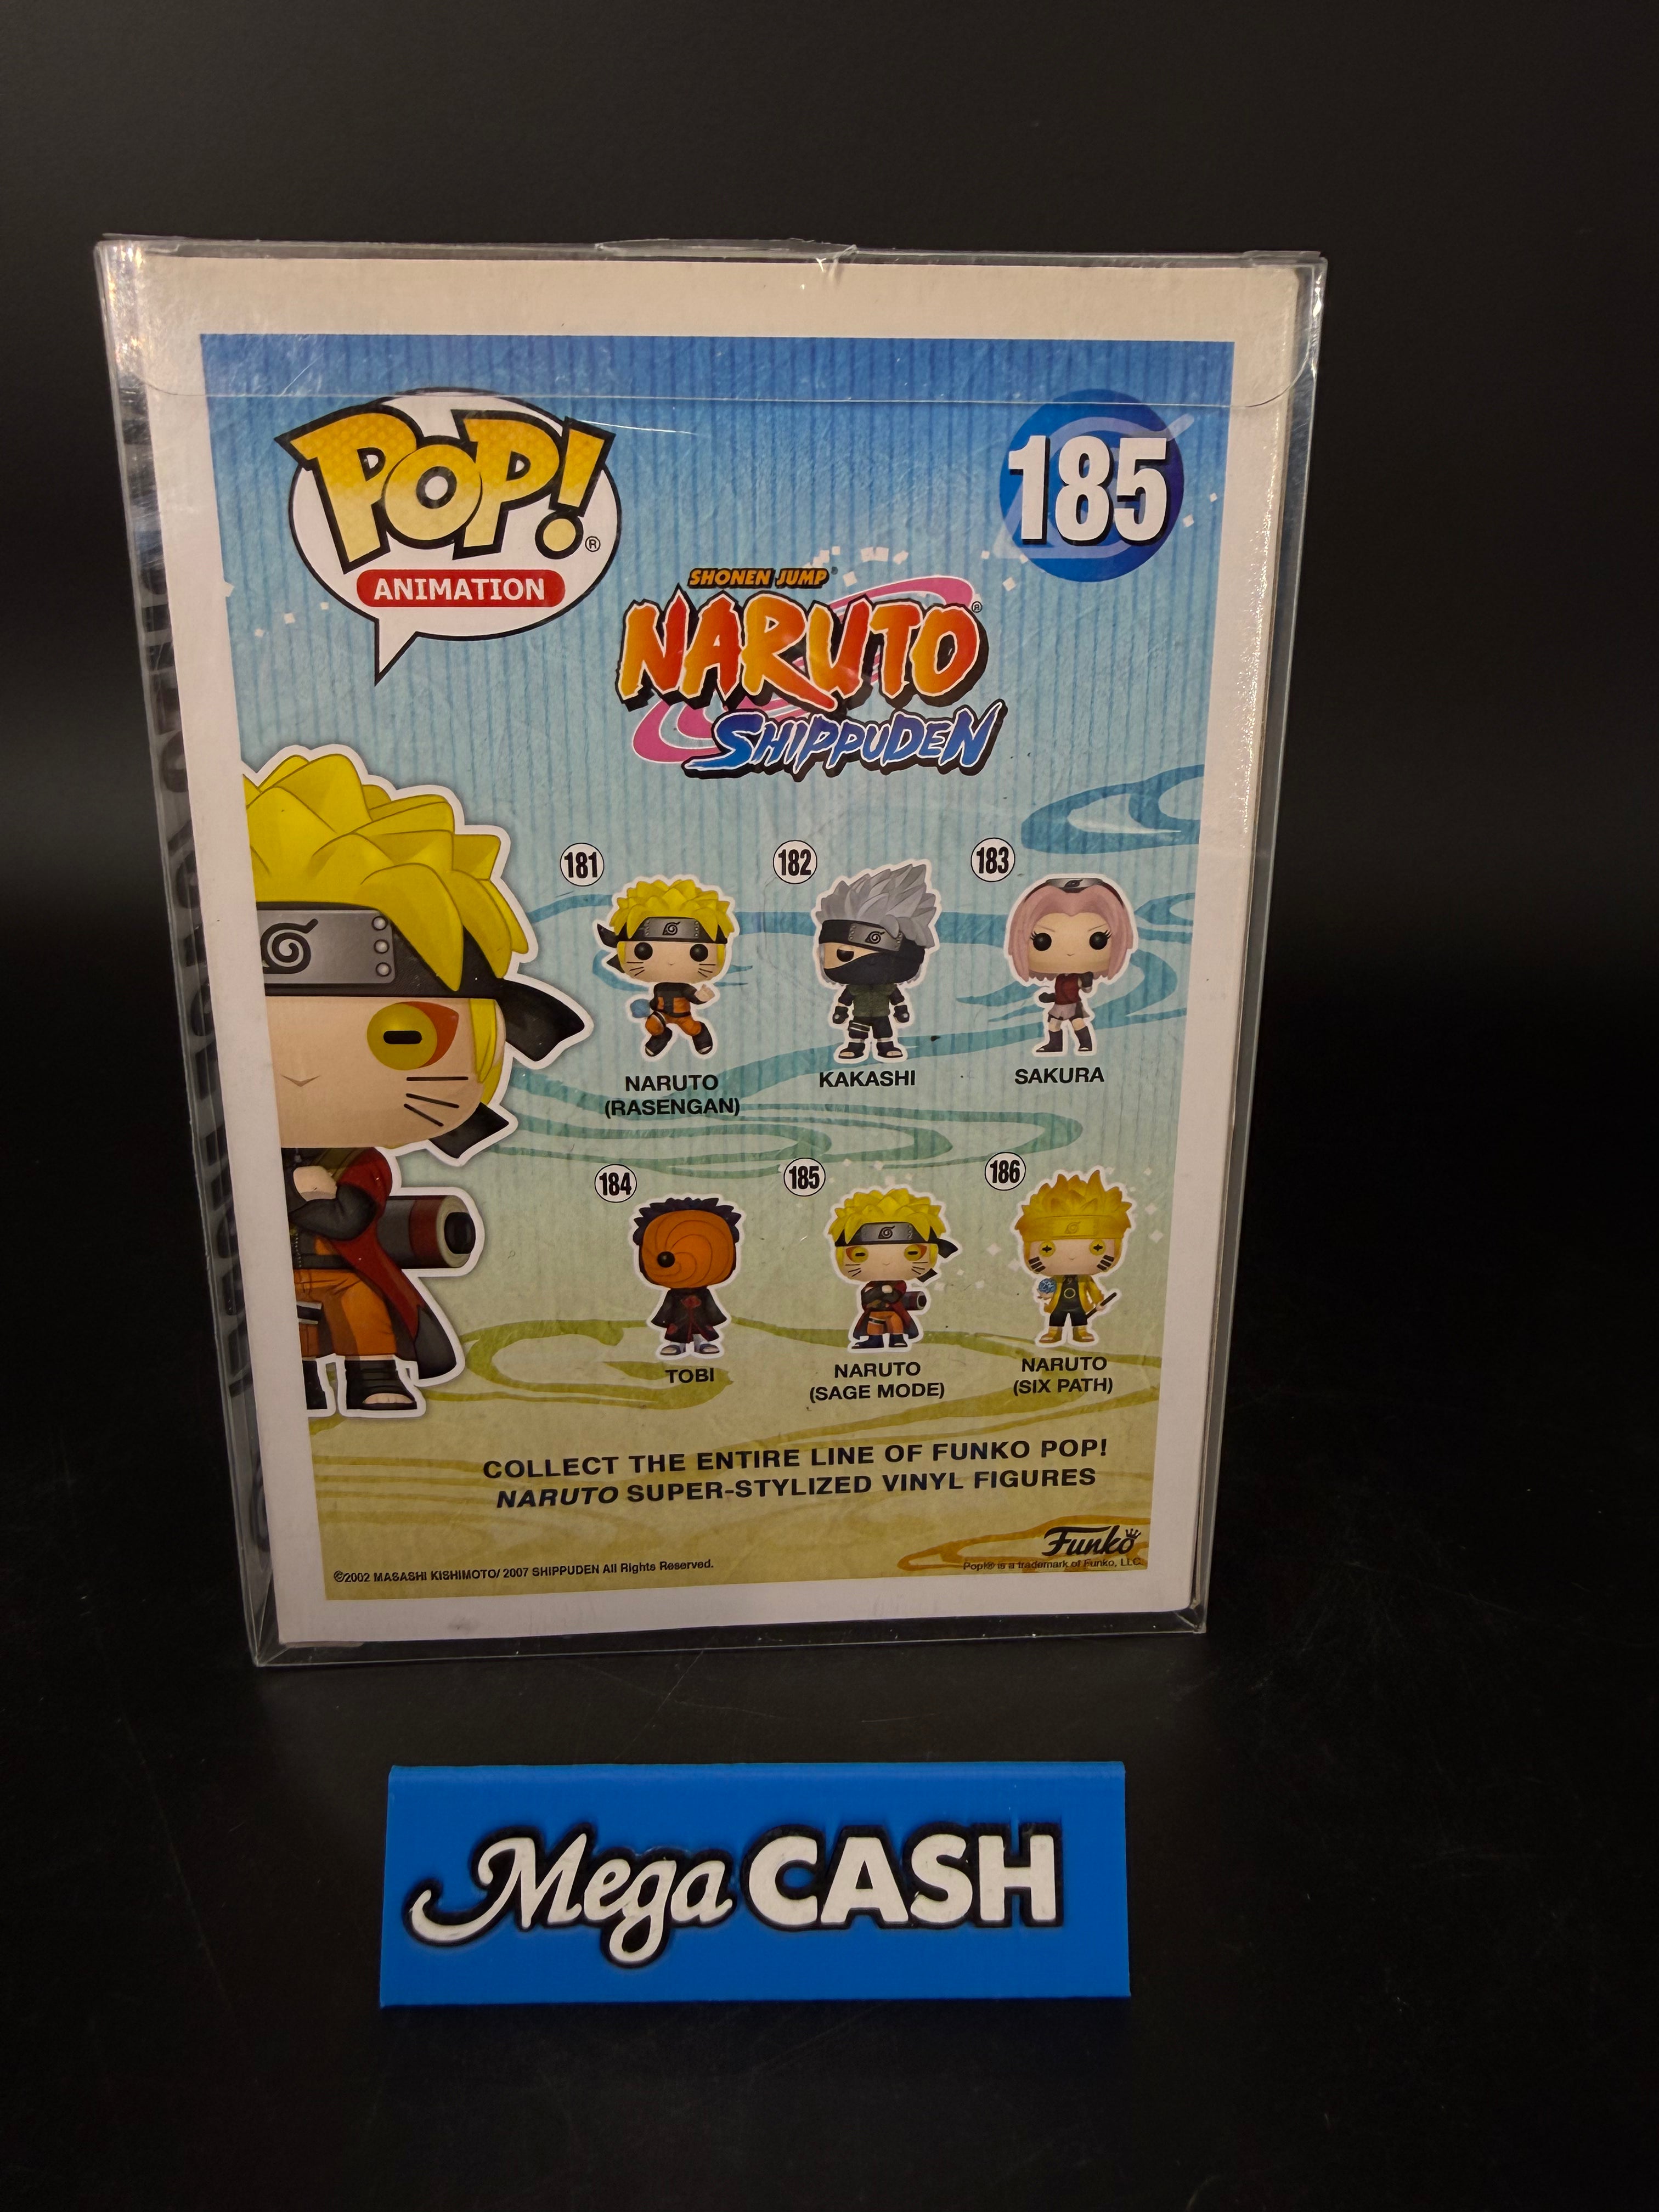 POP!®
ANIMATION
185
SHONEN JUMP®
NARUTO®
SHIPPUDEN
181
182
183
NARUTO
(RASENGAN)
KAKASHI
SAKURA
184
185
186
TOBI
NARUTO
(SAGE MODE)
NARUTO
(SIX PATH)
COLLECT THE ENTIRE LINE OF FUNKO POP!
NARUTO SUPER-STYLIZED VINYL FIGURES
Funko
©2002 MASASHI KISHIMOTO/ 2007 SHIPPUDEN All Rights Reserved.
Pop!® is a trademark of Funko, LLC.
Mega CASH